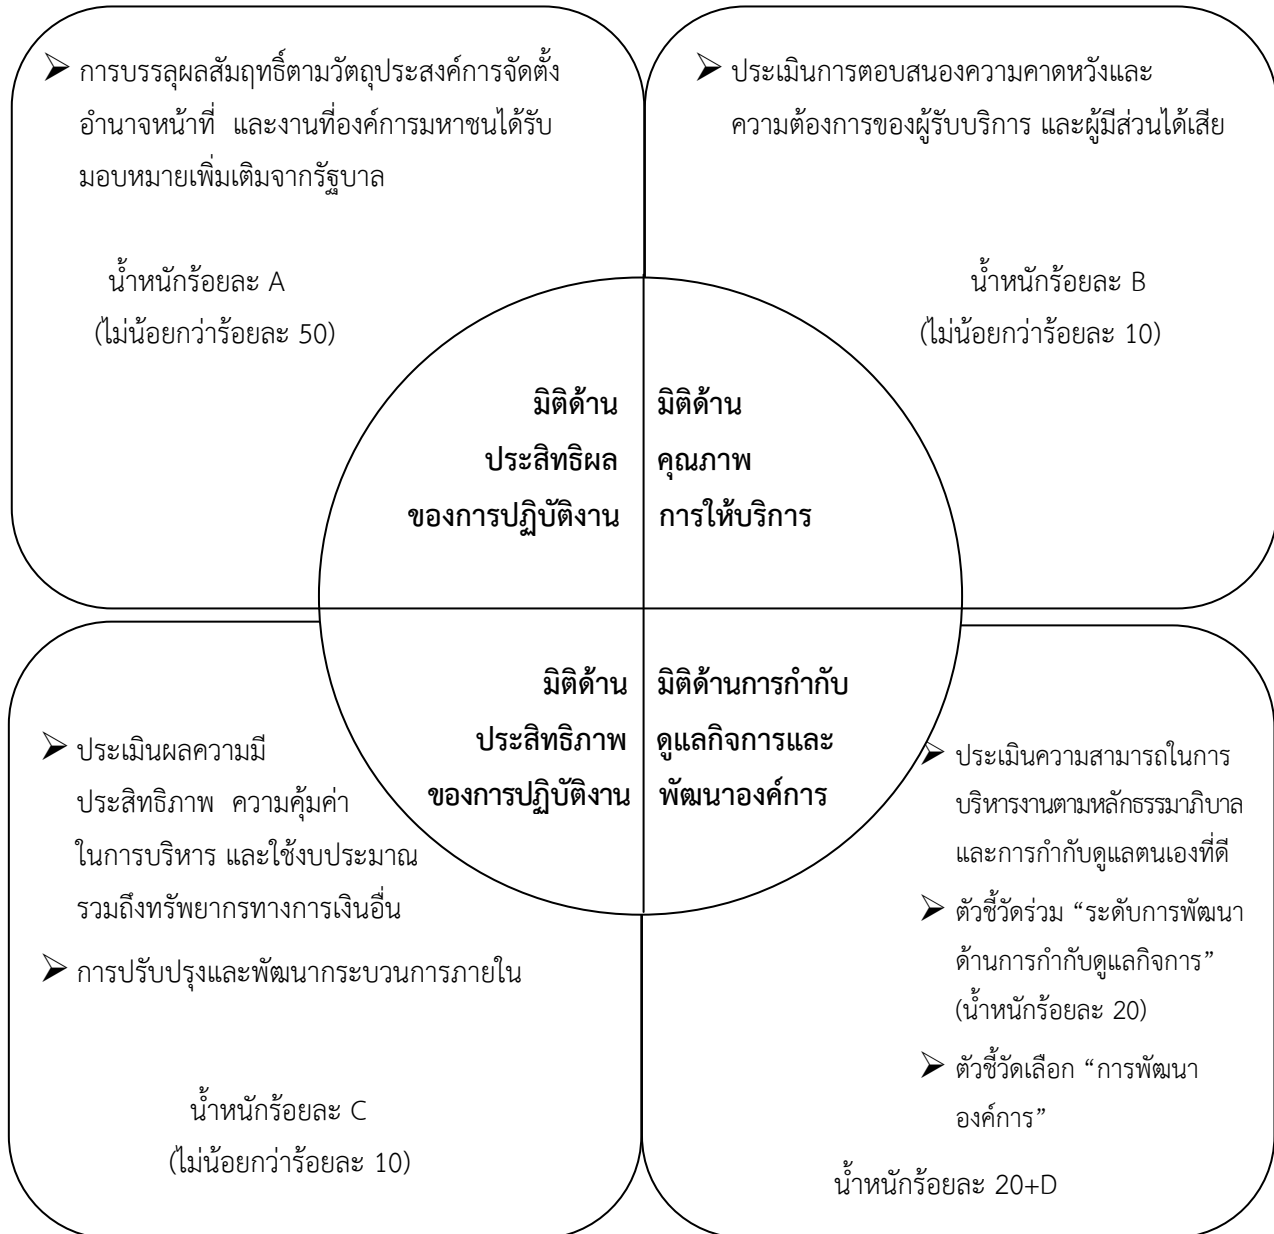 ➢ การบรรลุผลสัมฤทธิ์ตามวัตถุประสงค์การจัดตั้ง
อำนาจหน้าที่ และงานที่องค์การมหาชนได้รับ
มอบหมายเพิ่มเติมจากรัฐบาล
น้ำหนักร้อยละ A
(ไม่น้อยกว่าร้อยละ 50)
➢ ประเมินการตอบสนองความคาดหวังและ
ความต้องการของผู้รับบริการ และผู้มีส่วนได้เสีย
น้ำหนักร้อยละ B
(ไม่น้อยกว่าร้อยละ 10)
มิติด้าน
ประสิทธิผล
ของการปฏิบัติงาน
มิติด้าน
คุณภาพ
การให้บริการ
มิติด้าน
ประสิทธิภาพ
ของการปฏิบัติงาน
มิติด้านการกำกับ
ดูแลกิจการและ
พัฒนาองค์การ
➢ ประเมินผลความมี
ประสิทธิภาพ ความคุ้มค่า
ในการบริหาร และใช้งบประมาณ
รวมถึงทรัพยากรทางการเงินอื่น
➢ การปรับปรุงและพัฒนากระบวนการภายใน
น้ำหนักร้อยละ C
(ไม่น้อยกว่าร้อยละ 10)
➢ ประเมินความสามารถในการ
บริหารงานตามหลักธรรมาภิบาล
และการกำกับดูแลตนเองที่ดี
➢ ตัวชี้วัดร่วม “ระดับการพัฒนา
ด้านการกำกับดูแลกิจการ”
(น้ำหนักร้อยละ 20)
➢ ตัวชี้วัดเลือก “การพัฒนา
องค์การ”
น้ำหนักร้อยละ 20+D